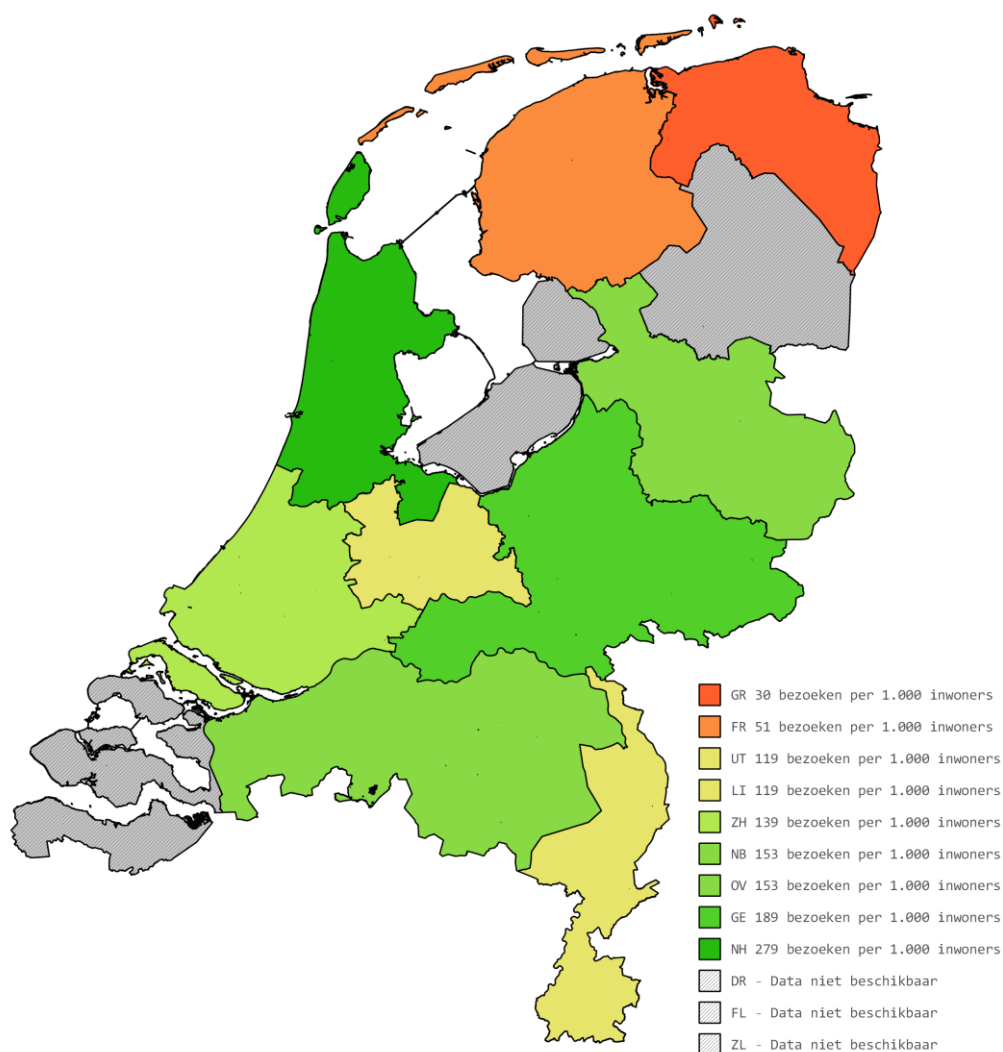 GR 30 bezoeken per 1.000 inwoners
FR 51 bezoeken per 1.000 inwoners
UT 119 bezoeken per 1.000 inwoners
LI 119 bezoeken per 1.000 inwoners
ZH 139 bezoeken per 1.000 inwoners
NB 153 bezoeken per 1.000 inwoners
OV 153 bezoeken per 1.000 inwoners
GE 189 bezoeken per 1.000 inwoners
NH 279 bezoeken per 1.000 inwoners
DR - Data niet beschikbaar
FL - Data niet beschikbaar
ZL - Data niet beschikbaar